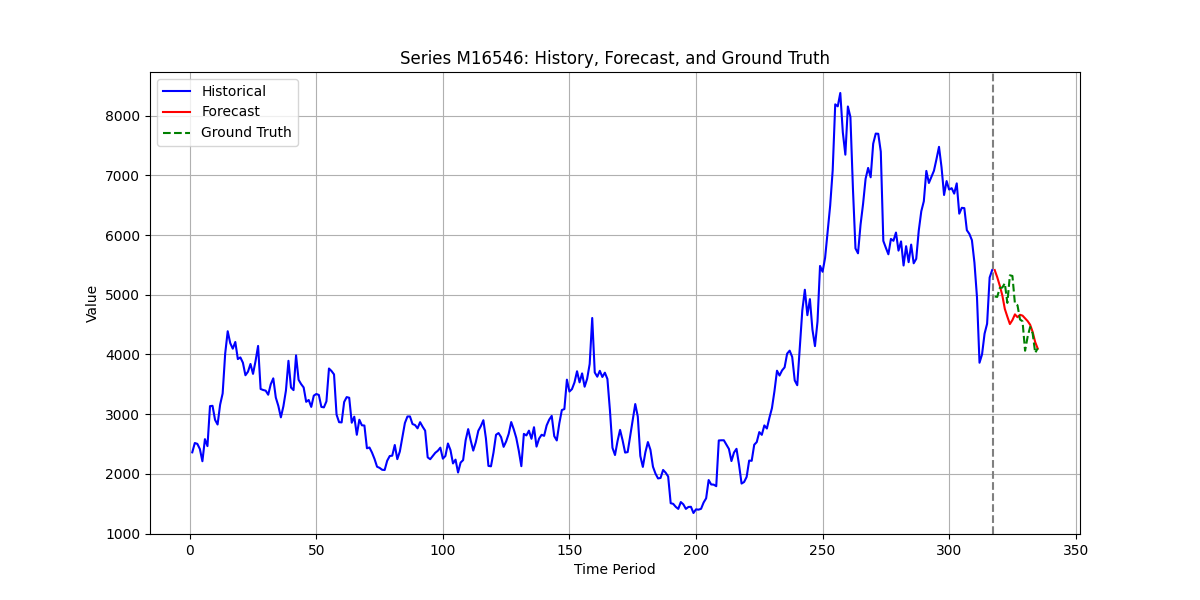 Series M16546: History, Forecast, and Ground Truth
Historical
Forecast
Ground Truth
Value
8000
7000
6000
5000
4000
3000
2000
1000
0 50 100 150 200 250 300 350
Time Period